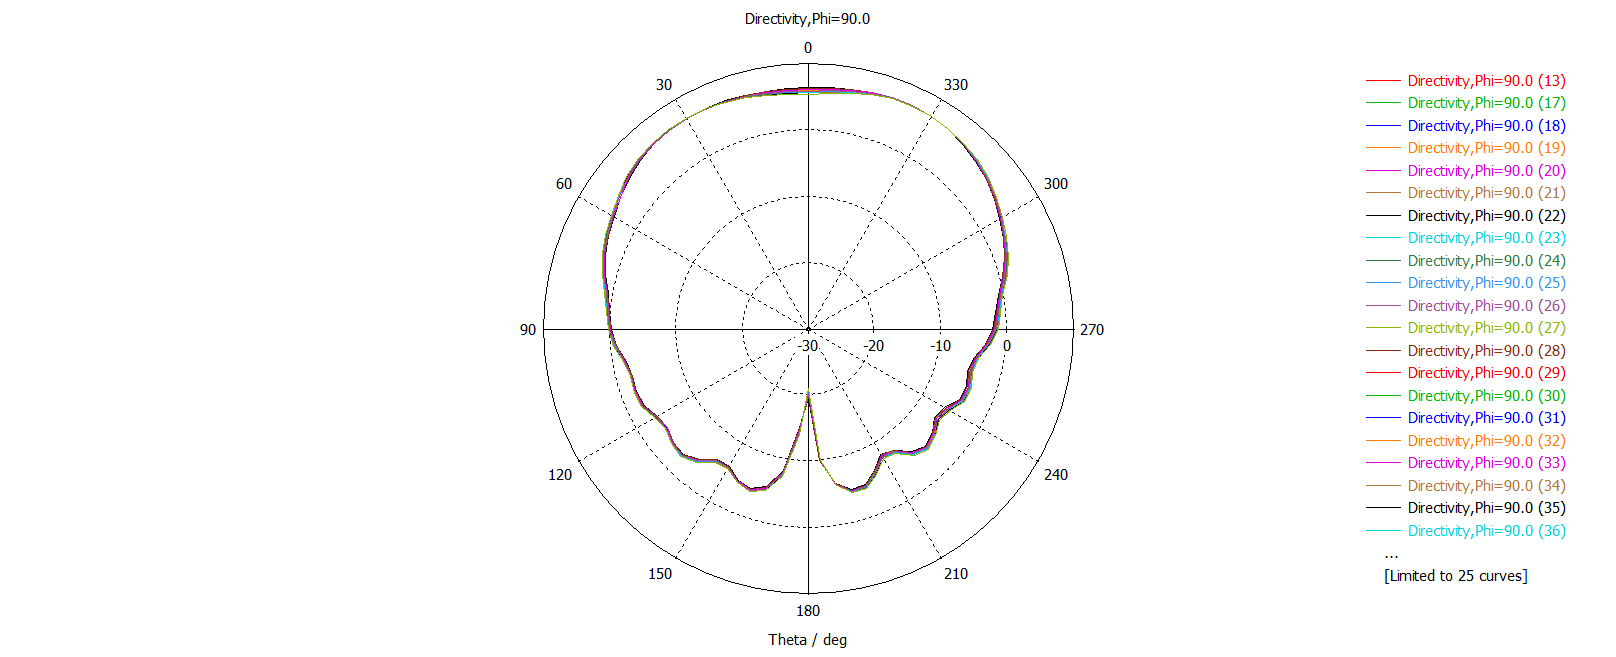 Directivity,Phi=90.0
0
30
330
60
300
90
270
-30
-20
-10
0
120
240
150
210
180
Theta / deg
Directivity,Phi=90.0 (13)
Directivity,Phi=90.0 (17)
Directivity,Phi=90.0 (18)
Directivity,Phi=90.0 (19)
Directivity,Phi=90.0 (20)
Directivity,Phi=90.0 (21)
Directivity,Phi=90.0 (22)
Directivity,Phi=90.0 (23)
Directivity,Phi=90.0 (24)
Directivity,Phi=90.0 (25)
Directivity,Phi=90.0 (26)
Directivity,Phi=90.0 (27)
Directivity,Phi=90.0 (28)
Directivity,Phi=90.0 (29)
Directivity,Phi=90.0 (30)
Directivity,Phi=90.0 (31)
Directivity,Phi=90.0 (32)
Directivity,Phi=90.0 (33)
Directivity,Phi=90.0 (34)
Directivity,Phi=90.0 (35)
Directivity,Phi=90.0 (36)
...
[Limited to 25 curves]